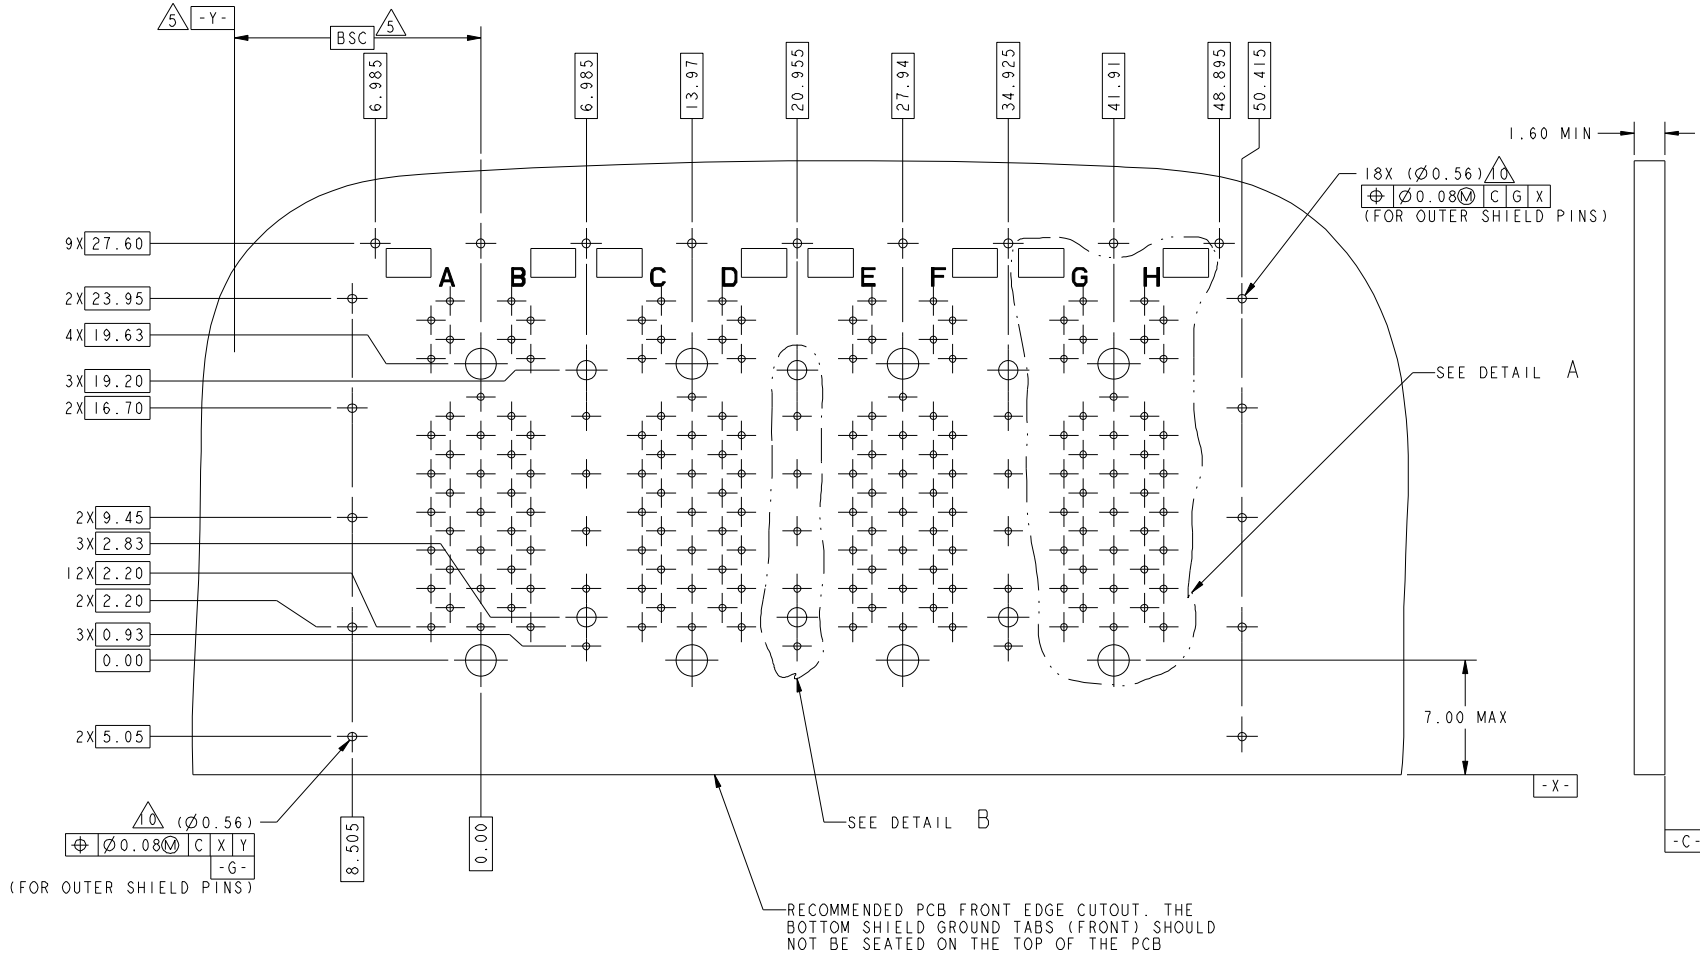 5 -Y-
BSC 5
6.985
6.985
13.97
20.955
27.94
34.925
41.91
48.895
50.415
1.60 MIN
18X (Ø0.56) 10
⌖ Ø0.08Ⓜ C G X
(FOR OUTER SHIELD PINS)
9X 27.60
A B C D E F G H
2X 23.95
4X 19.63
3X 19.20
2X 16.70
SEE DETAIL A
2X 9.45
3X 2.83
12X 2.20
2X 2.20
3X 0.93
0.00
7.00 MAX
2X 5.05
-X-
10 (Ø0.56)
⌖ Ø0.08Ⓜ C X Y
-G-
(FOR OUTER SHIELD PINS)
8.505
0.00
SEE DETAIL B
-C-
RECOMMENDED PCB FRONT EDGE CUTOUT. THE
BOTTOM SHIELD GROUND TABS (FRONT) SHOULD
NOT BE SEATED ON THE TOP OF THE PCB